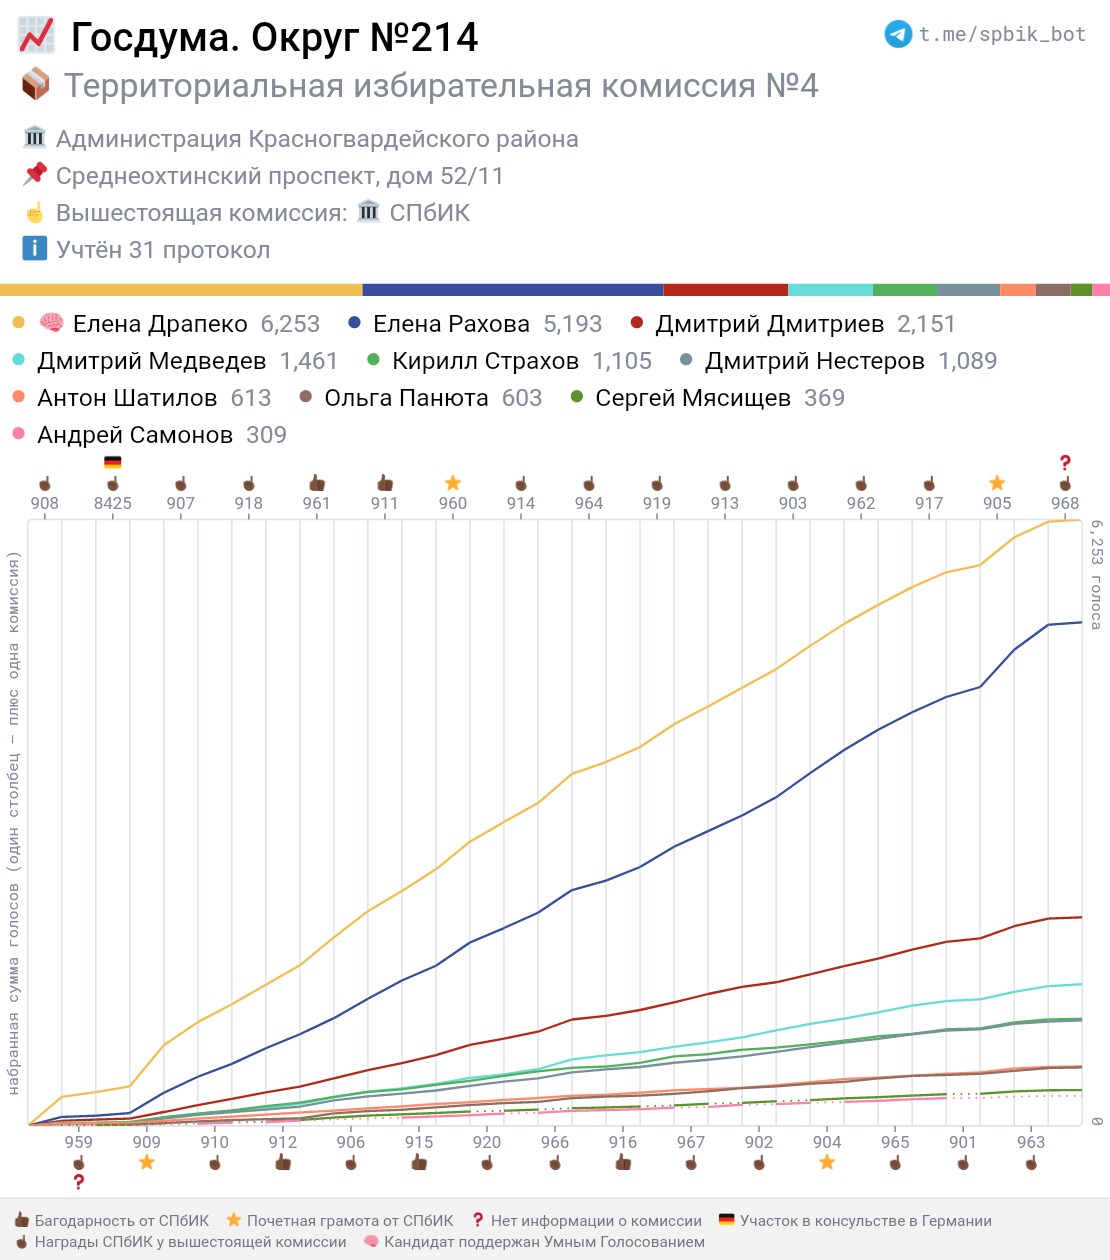 Госдума. Округ №214
t.me/spbik_bot
Территориальная избирательная комиссия №4
Администрация Красногвардейского района
Среднеохтинский проспект, дом 52/11
Вышестоящая комиссия: СПбИК
Учтён 31 протокол
Елена Драпеко 6,253 Елена Рахова 5,193 Дмитрий Дмитриев 2,151
Дмитрий Медведев 1,461 Кирилл Страхов 1,105 Дмитрий Нестеров 1,089
Антон Шатилов 613 Ольга Панюта 603 Сергей Мясищев 369
Андрей Самонов 309
908 8425 907 918 961 911 960 914 964 919 913 903 962 917 905 968
набранная сумма голосов (один столбец – плюс одна комиссия)
6,253 голоса
0
959 909 910 912 906 915 920 966 916 967 902 904 965 901 963
Багодарность от СПбИК Почетная грамота от СПбИК Нет информации о комиссии Участок в консульстве в Германии
Награды СПбИК у вышестоящей комиссии Кандидат поддержан Умным Голосованием